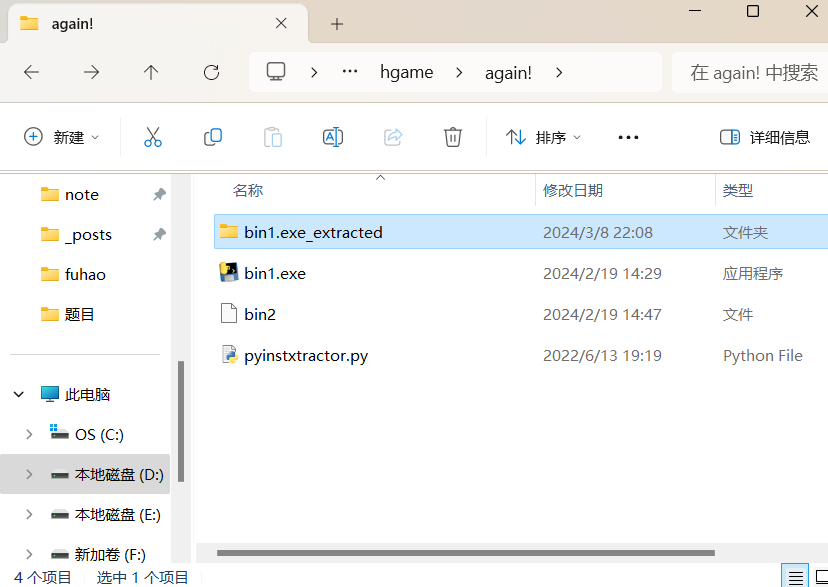 again!
hgame
again!
在 again! 中搜索
新建
排序
详细信息
note
_posts
fuhao
题目
此电脑
OS (C:)
本地磁盘 (D:)
本地磁盘 (E:)
新加卷 (F:)
名称 修改日期 类型
bin1.exe_extracted 2024/3/8 22:08 文件夹
bin1.exe 2024/2/19 14:29 应用程序
bin2 2024/2/19 14:47 文件
pyinstxtractor.py 2022/6/13 19:19 Python File
4 个项目 选中 1 个项目